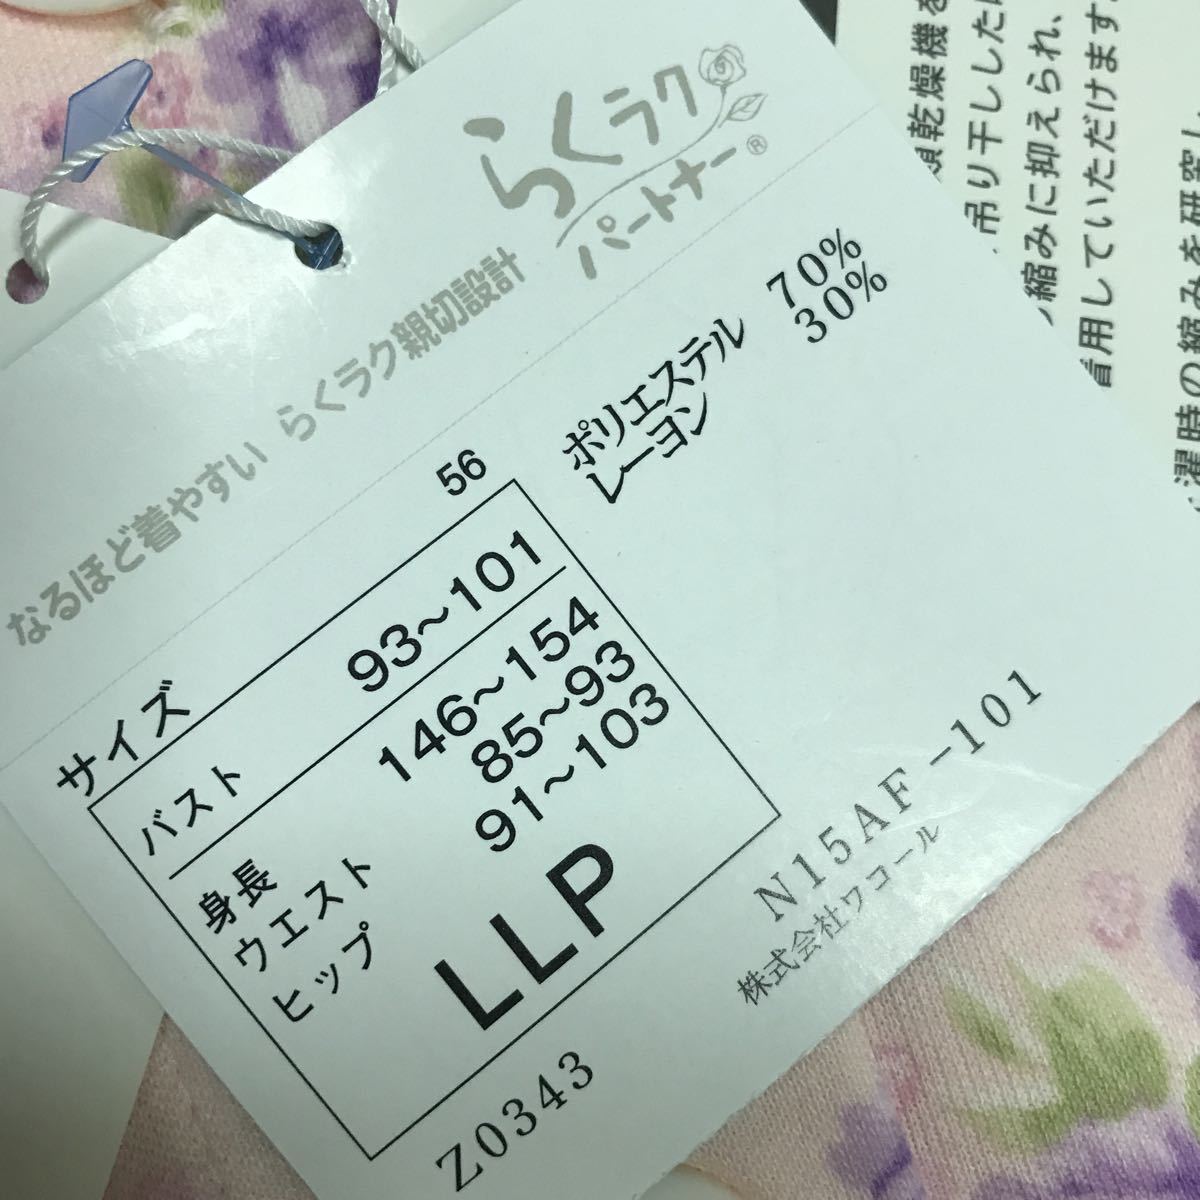 らくラク
パートナー®
なるほど着やすい らくラク親切設計
ポリエステル 70%
レーヨン 30%
サイズ 56
バスト 93~101
身長 146~154
ウエスト 85~93
ヒップ 91~103
LLP
N15AF-101
株式会社ワコール
Z0343
類乾燥機を
吊り干ししたに
縮みに抑えられ、
着用していただけます。
濯時の縮みを研究し